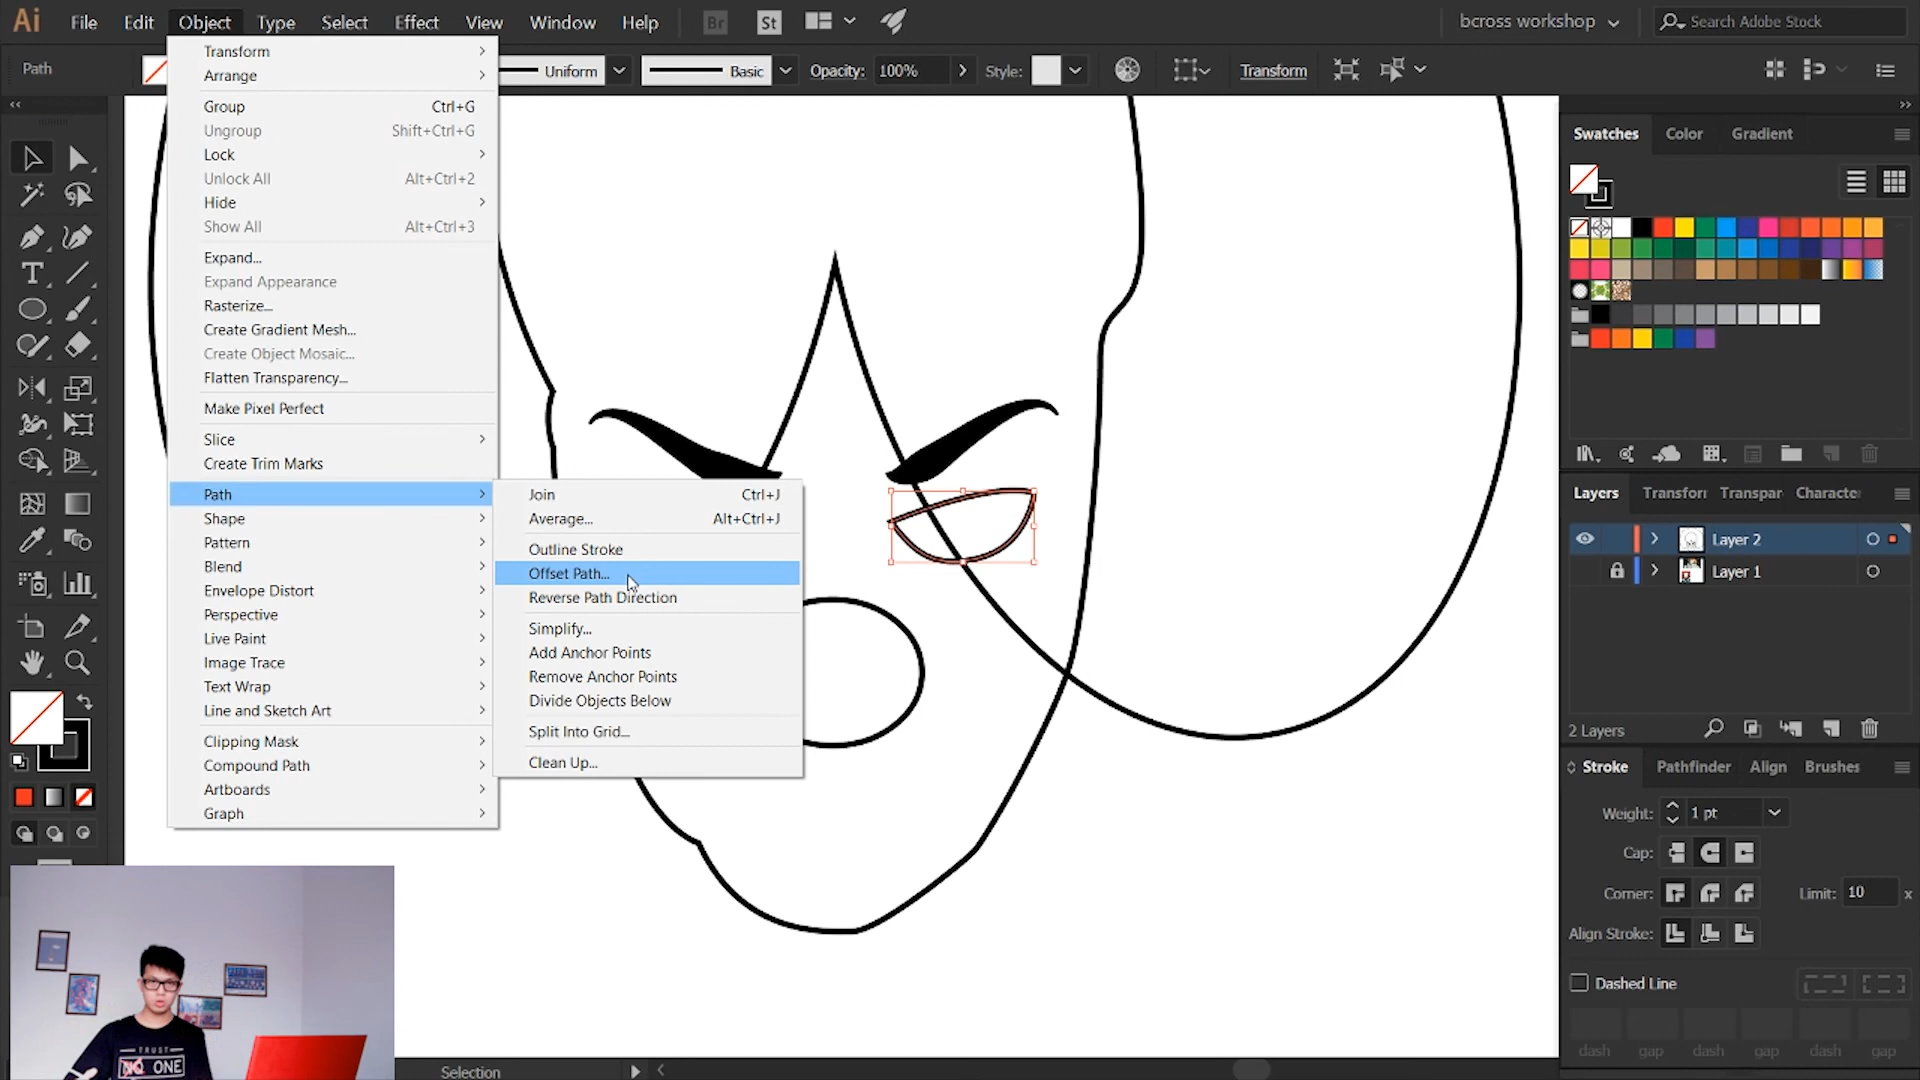 Ai File Edit Object Type Select Effect View Window Help Br St bcross workshop Search Adobe Stock
Path Uniform Basic Opacity: 100% Style: Transform
Transform
Arrange
Group Ctrl+G
Ungroup Shift+Ctrl+G
Lock
Unlock All Alt+Ctrl+2
Hide
Show All Alt+Ctrl+3
Expand...
Expand Appearance
Rasterize...
Create Gradient Mesh...
Create Object Mosaic...
Flatten Transparency...
Make Pixel Perfect
Slice
Create Trim Marks
Path
Shape
Pattern
Blend
Envelope Distort
Perspective
Live Paint
Image Trace
Text Wrap
Line and Sketch Art
Clipping Mask
Compound Path
Artboards
Graph
Join Ctrl+J
Average... Alt+Ctrl+J
Outline Stroke
Offset Path...
Reverse Path Direction
Simplify...
Add Anchor Points
Remove Anchor Points
Divide Objects Below
Split Into Grid...
Clean Up...
Swatches Color Gradient
Layers Transforr Transpar Characte
Layer 2
Layer 1
2 Layers
Stroke Pathfinder Align Brushes
Weight: 1 pt
Cap:
Corner: Limit: 10 x
Align Stroke:
Dashed Line
dash gap dash gap dash gap
TRUST
NO ONE
Selection